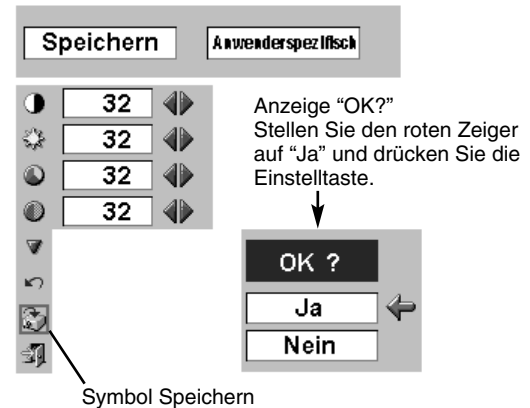 Speichern
Anwenderspezifisch
32
32
32
32
Anzeige “OK?”
Stellen Sie den roten Zeiger
auf “Ja” und drücken Sie die
Einstelltaste.
OK ?
Ja
Nein
Symbol Speichern